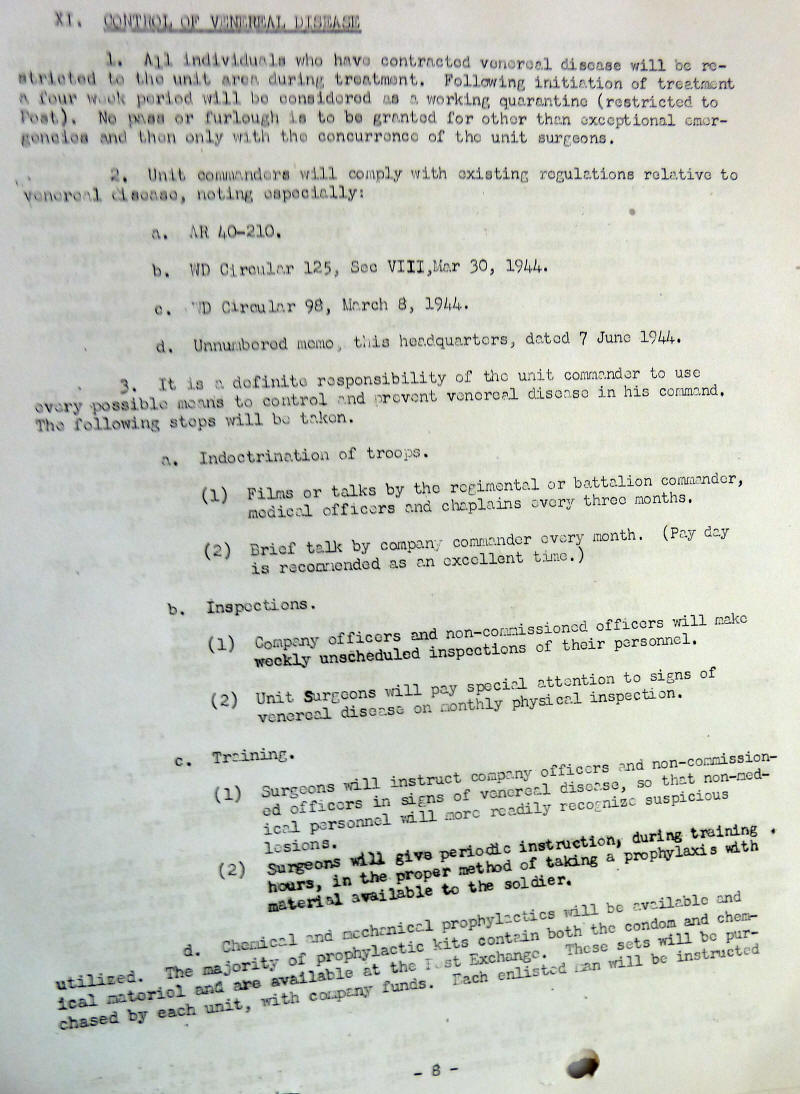 XI. CONTROL OF VENEREAL DISEASE
1. All individuals who have contracted venereal disease will be re-
stricted to the unit area during treatment. Following initiation of treatment
a four week period will be considered as a working quarantine (restricted to
Post). No pass or furlough is to be granted for other than exceptional emer-
gencies and then only with the concurrence of the unit surgeons.
2. Unit commanders will comply with existing regulations relative to
venereal disease, noting especially:
a. AR 40-210.
b. WD Circular 125, Sec VIII,Mar 30, 1944.
c. WD Circular 98, March 8, 1944.
d. Unnumbered memo, this headquarters, dated 7 June 1944.
3. It is a definite responsibility of the unit commander to use
every possible means to control and prevent venereal disease in his command.
The following steps will be taken.
a. Indoctrination of troops.
(1) Films or talks by the regimental or battalion commander,
medical officers and chaplains every three months.
(2) Brief talk by company commander every month. (Pay day
is recommended as an excellent time.)
b. Inspections.
(1) Company officers and non-commissioned officers will make
weekly unscheduled inspections of their personnel.
(2) Unit Surgeons will pay special attention to signs of
venereal disease on monthly physical inspection.
c. Training.
(1) Surgeons will instruct company officers and non-commission-
ed officers in signs of venereal disease, so that non-med-
ical personnel will more readily recognize suspicious
lesions.
(2) Surgeons will give periodic instruction, during training
hours, in the proper method of taking a prophylaxis with
material available to the soldier.
d. Chemical and mechanical prophylactics will be available and
utilized. The majority of prophylactic kits contain both the condom and chem-
ical materiel and are available at the Post Exchange. These sets will be pur-
chased by each unit, with company funds. Each enlisted man will be instructed
- 8 -